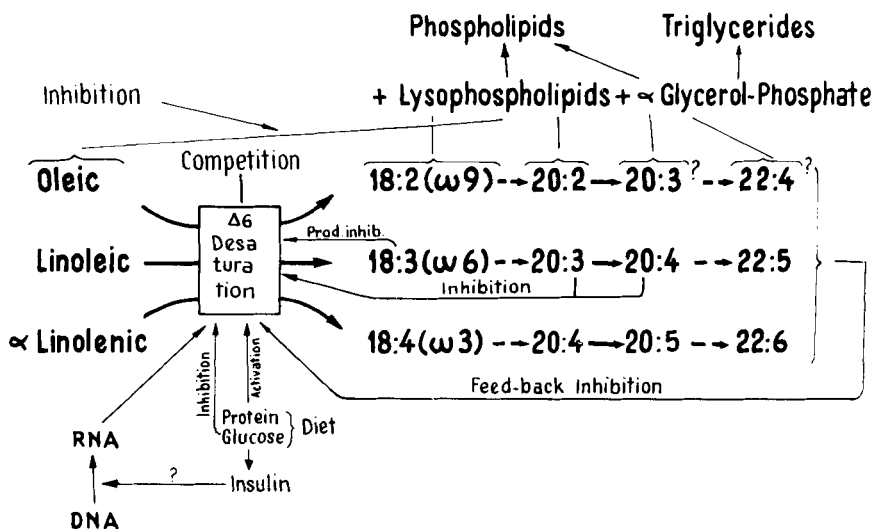 Phospholipids Triglycerides
Inhibition
+ Lysophospholipids + ∝ Glycerol-Phosphate
Competition
Oleic 18:2(ω9) --→ 20:2 → 20:3? --→ 22:4?
Δ6
Desa
tura
tion
Prod. inhib.
Linoleic 18:3(ω6) --→ 20:3 → 20:4 --→ 22:5
Inhibition
∝ Linolenic 18:4(ω3) --→ 20:4 → 20:5 --→ 22:6
Feed-back Inhibition
Inhibition
Activation
Protein
Glucose } Diet
RNA
? Insulin
DNA